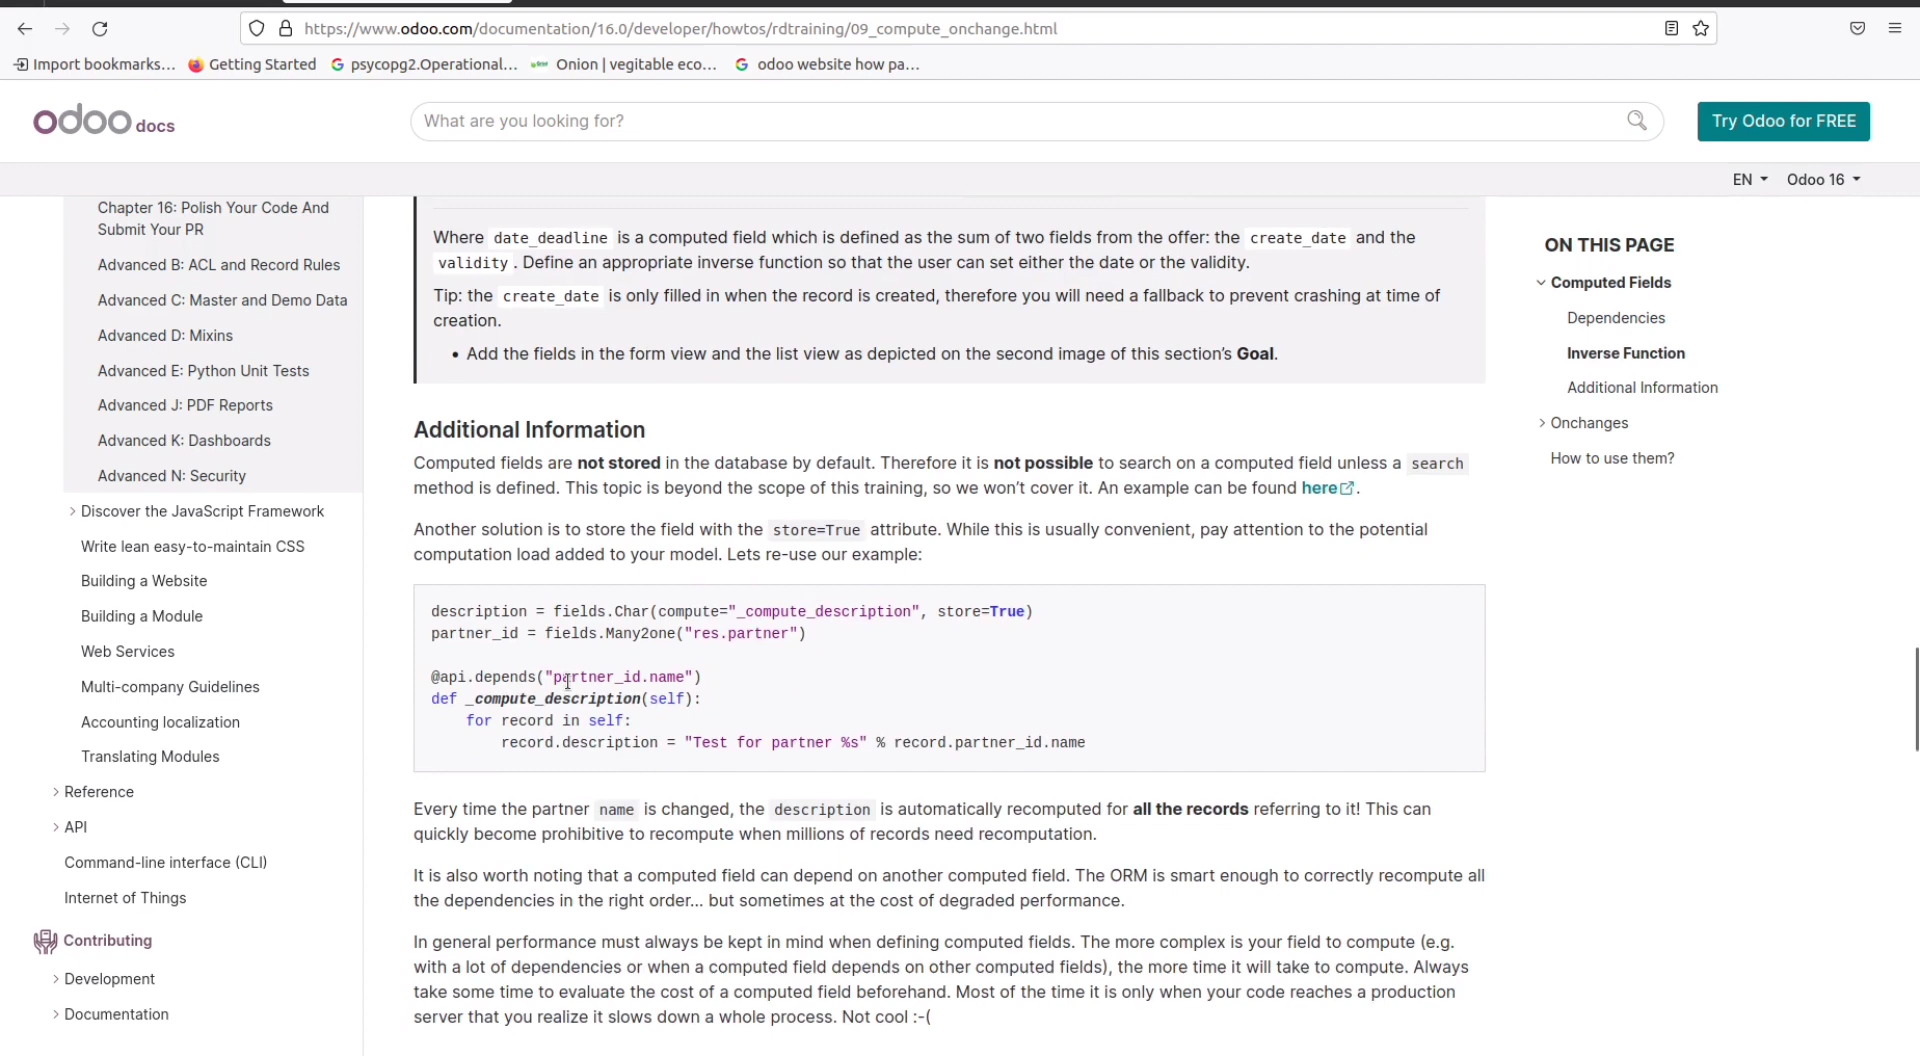 https://www.odoo.com/documentation/16.0/developer/howtos/rdtraining/09_compute_onchange.html
Import bookmarks... Getting Started psycopg2.Operational... Onion | vegitable eco... odoo website how pa...
odoo docs
What are you looking for?
Try Odoo for FREE
EN Odoo 16
Chapter 16: Polish Your Code And
Submit Your PR
Advanced B: ACL and Record Rules
Advanced C: Master and Demo Data
Advanced D: Mixins
Advanced E: Python Unit Tests
Advanced J: PDF Reports
Advanced K: Dashboards
Advanced N: Security
Discover the JavaScript Framework
Write lean easy-to-maintain CSS
Building a Website
Building a Module
Web Services
Multi-company Guidelines
Accounting localization
Translating Modules
Reference
API
Command-line interface (CLI)
Internet of Things
Contributing
Development
Documentation
Where date_deadline is a computed field which is defined as the sum of two fields from the offer: the create_date and the
validity . Define an appropriate inverse function so that the user can set either the date or the validity.
Tip: the create_date is only filled in when the record is created, therefore you will need a fallback to prevent crashing at time of
creation.
• Add the fields in the form view and the list view as depicted on the second image of this section's Goal.
Additional Information
Computed fields are not stored in the database by default. Therefore it is not possible to search on a computed field unless a search
method is defined. This topic is beyond the scope of this training, so we won't cover it. An example can be found here.
Another solution is to store the field with the store=True attribute. While this is usually convenient, pay attention to the potential
computation load added to your model. Lets re-use our example:
description = fields.Char(compute="_compute_description", store=True)
partner_id = fields.Many2one("res.partner")
@api.depends("partner_id.name")
def _compute_description(self):
for record in self:
record.description = "Test for partner %s" % record.partner_id.name
Every time the partner name is changed, the description is automatically recomputed for all the records referring to it! This can
quickly become prohibitive to recompute when millions of records need recomputation.
It is also worth noting that a computed field can depend on another computed field. The ORM is smart enough to correctly recompute all
the dependencies in the right order… but sometimes at the cost of degraded performance.
In general performance must always be kept in mind when defining computed fields. The more complex is your field to compute (e.g.
with a lot of dependencies or when a computed field depends on other computed fields), the more time it will take to compute. Always
take some time to evaluate the cost of a computed field beforehand. Most of the time it is only when your code reaches a production
server that you realize it slows down a whole process. Not cool :-(
ON THIS PAGE
Computed Fields
Dependencies
Inverse Function
Additional Information
Onchanges
How to use them?